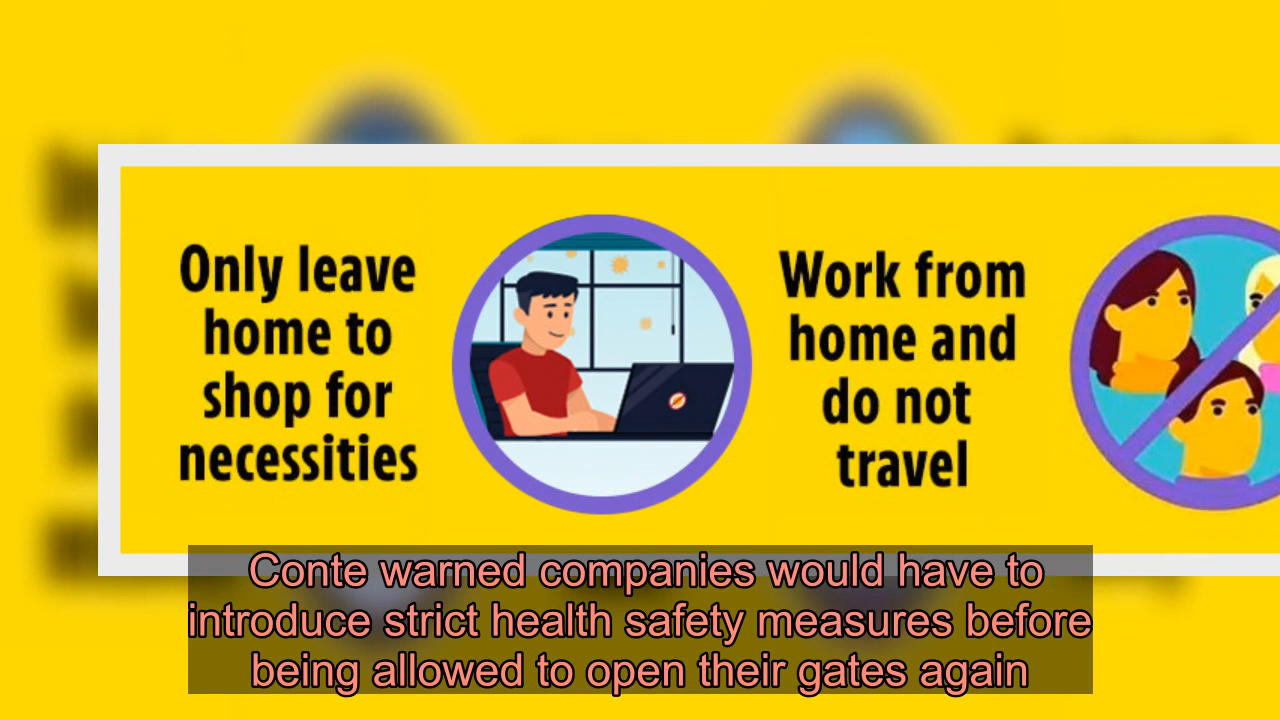 Only leave
home to
shop for
necessities
Work from
home and
do not
travel
Conte warned companies would have to
introduce strict health safety measures before
being allowed to open their gates again